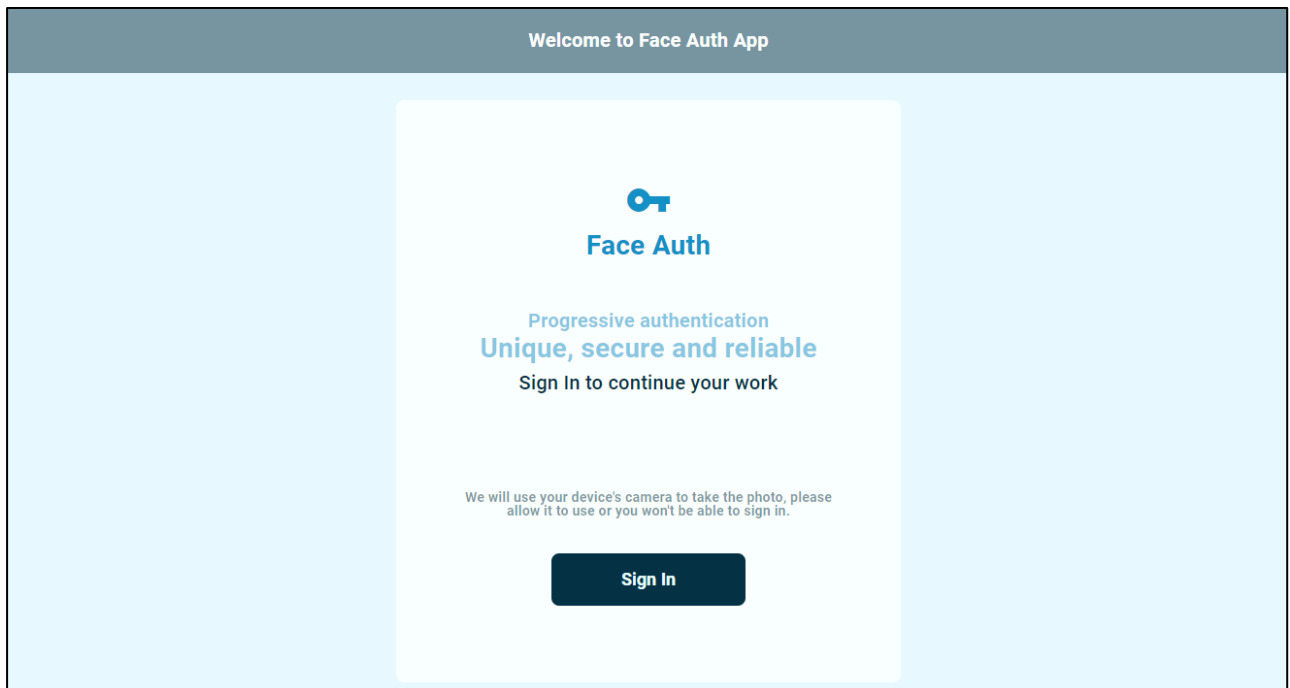 Welcome to Face Auth App
Face Auth
Progressive authentication
Unique, secure and reliable
Sign In to continue your work
We will use your device's camera to take the photo, please
allow it to use or you won't be able to sign in.
Sign In